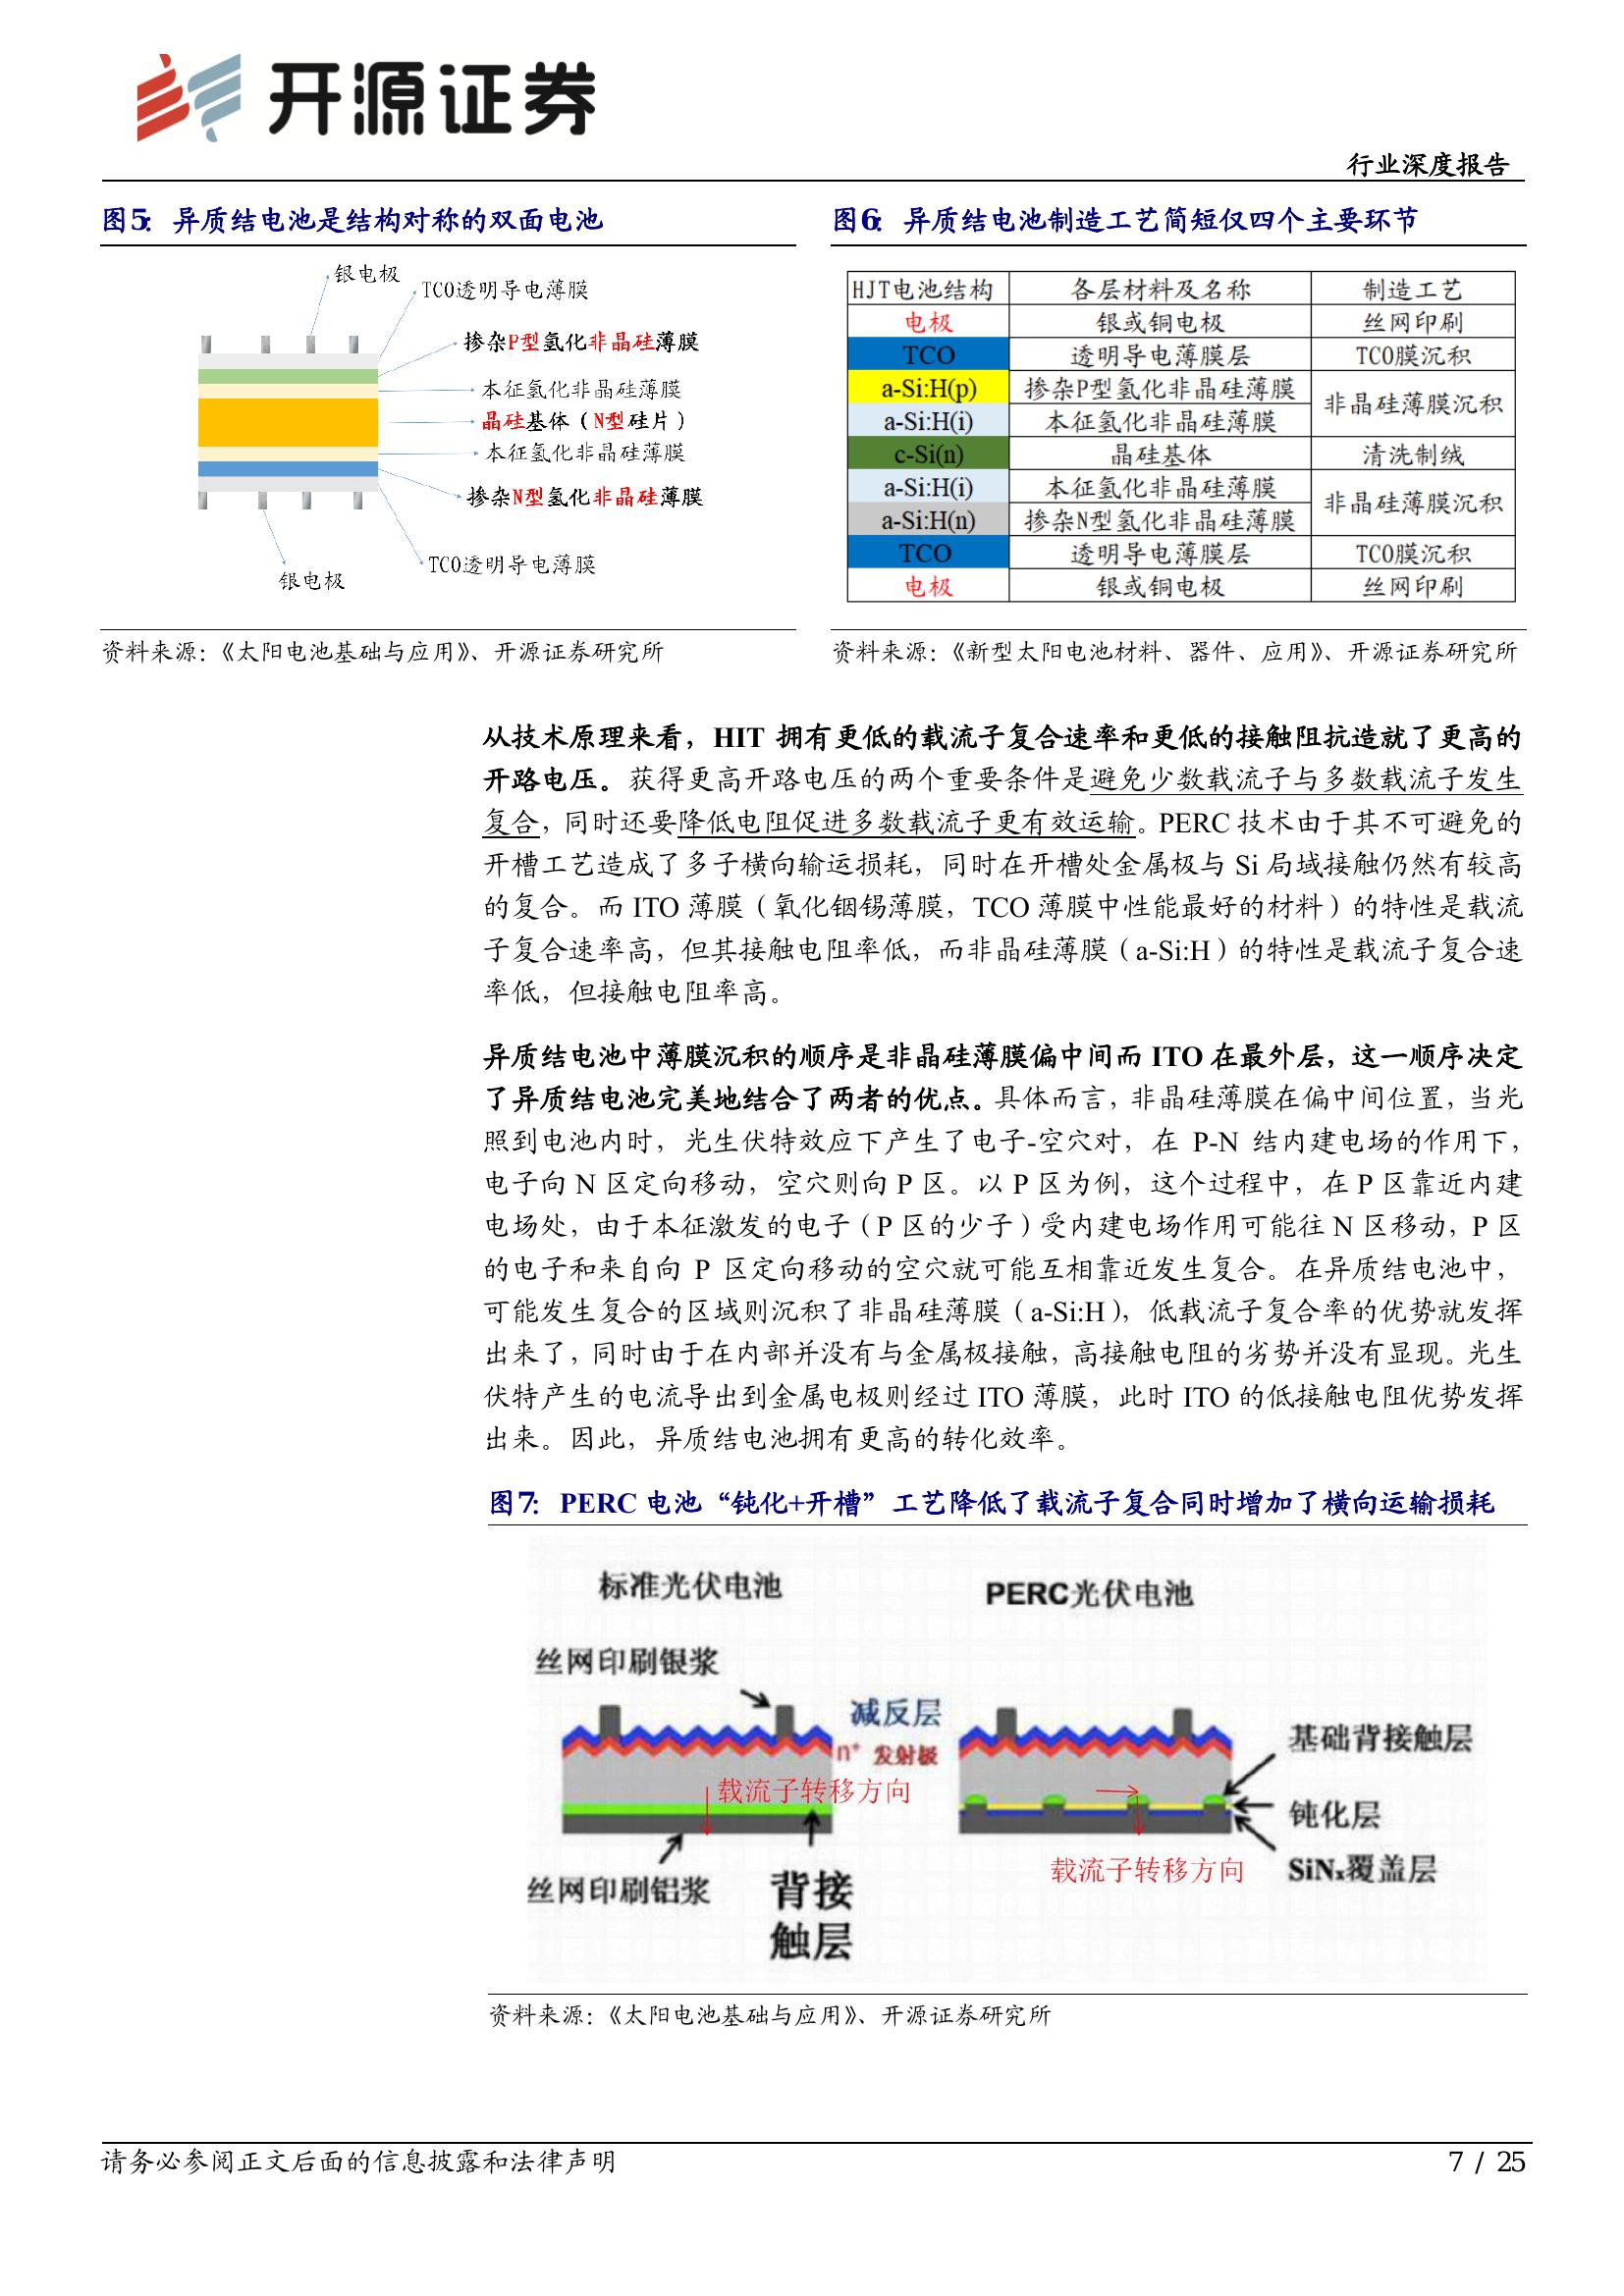 开源证券
行业深度报告
图5： 异质结电池是结构对称的双面电池
银电极
TCO透明导电薄膜
掺杂P型氢化非晶硅薄膜
本征氢化非晶硅薄膜
晶硅基体（N型硅片）
本征氢化非晶硅薄膜
掺杂N型氢化非晶硅薄膜
TCO透明导电薄膜
银电极
资料来源：《太阳电池基础与应用》、开源证券研究所
图6： 异质结电池制造工艺简短仅四个主要环节
HJT电池结构 各层材料及名称 制造工艺
电极 银或铜电极 丝网印刷
TCO 透明导电薄膜层 TCO膜沉积
a-Si:H(p) 掺杂P型氢化非晶硅薄膜 非晶硅薄膜沉积
a-Si:H(i) 本征氢化非晶硅薄膜
c-Si(n) 晶硅基体 清洗制绒
a-Si:H(i) 本征氢化非晶硅薄膜 非晶硅薄膜沉积
a-Si:H(n) 掺杂N型氢化非晶硅薄膜
TCO 透明导电薄膜层 TCO膜沉积
电极 银或铜电极 丝网印刷
资料来源：《新型太阳电池材料、器件、应用》、开源证券研究所
从技术原理来看，HIT 拥有更低的载流子复合速率和更低的接触阻抗造就了更高的
开路电压。获得更高开路电压的两个重要条件是避免少数载流子与多数载流子发生
复合，同时还要降低电阻促进多数载流子更有效运输。PERC 技术由于其不可避免的
开槽工艺造成了多子横向输运损耗，同时在开槽处金属极与 Si 局域接触仍然有较高
的复合。而 ITO 薄膜（氧化铟锡薄膜，TCO 薄膜中性能最好的材料）的特性是载流
子复合速率高，但其接触电阻率低，而非晶硅薄膜（a-Si:H）的特性是载流子复合速
率低，但接触电阻率高。
异质结电池中薄膜沉积的顺序是非晶硅薄膜偏中间而 ITO 在最外层，这一顺序决定
了异质结电池完美地结合了两者的优点。具体而言，非晶硅薄膜在偏中间位置，当光
照到电池内时，光生伏特效应下产生了电子-空穴对，在 P-N 结内建电场的作用下，
电子向 N 区定向移动，空穴则向 P 区。以 P 区为例，这个过程中，在 P 区靠近内建
电场处，由于本征激发的电子（P 区的少子）受内建电场作用可能往 N 区移动，P 区
的电子和来自向 P 区定向移动的空穴就可能互相靠近发生复合。在异质结电池中，
可能发生复合的区域则沉积了非晶硅薄膜（a-Si:H），低载流子复合率的优势就发挥
出来了，同时由于在内部并没有与金属极接触，高接触电阻的劣势并没有显现。光生
伏特产生的电流导出到金属电极则经过 ITO 薄膜，此时 ITO 的低接触电阻优势发挥
出来。因此，异质结电池拥有更高的转化效率。
图7： PERC 电池“钝化+开槽”工艺降低了载流子复合同时增加了横向运输损耗
标准光伏电池
PERC光伏电池
丝网印刷银浆
减反层
n⁺ 发射极
载流子转移方向
基础背接触层
钝化层
载流子转移方向
SiNₓ覆盖层
丝网印刷铝浆
背接
触层
资料来源：《太阳电池基础与应用》、开源证券研究所
请务必参阅正文后面的信息披露和法律声明
7 / 25